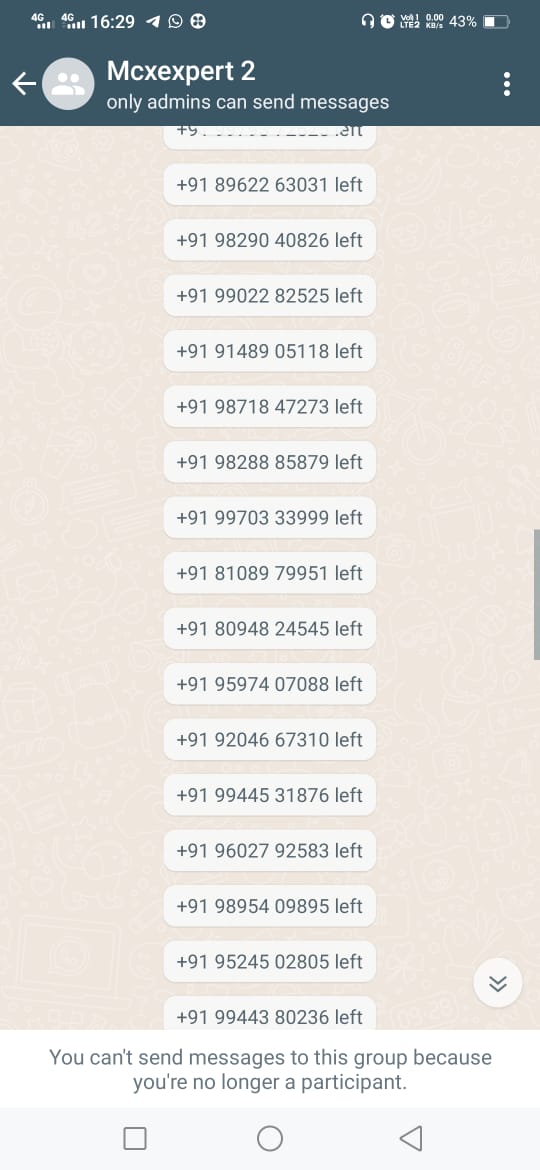 4G 4G 16:29 Vo)) 1 LTE2 0.00 KB/s 43%
Mcxexpert 2
only admins can send messages
+91 89622 63031 left
+91 98290 40826 left
+91 99022 82525 left
+91 91489 05118 left
+91 98718 47273 left
+91 98288 85879 left
+91 99703 33999 left
+91 81089 79951 left
+91 80948 24545 left
+91 95974 07088 left
+91 92046 67310 left
+91 99445 31876 left
+91 96027 92583 left
+91 98954 09895 left
+91 95245 02805 left
+91 99443 80236 left
You can't send messages to this group because
you're no longer a participant.